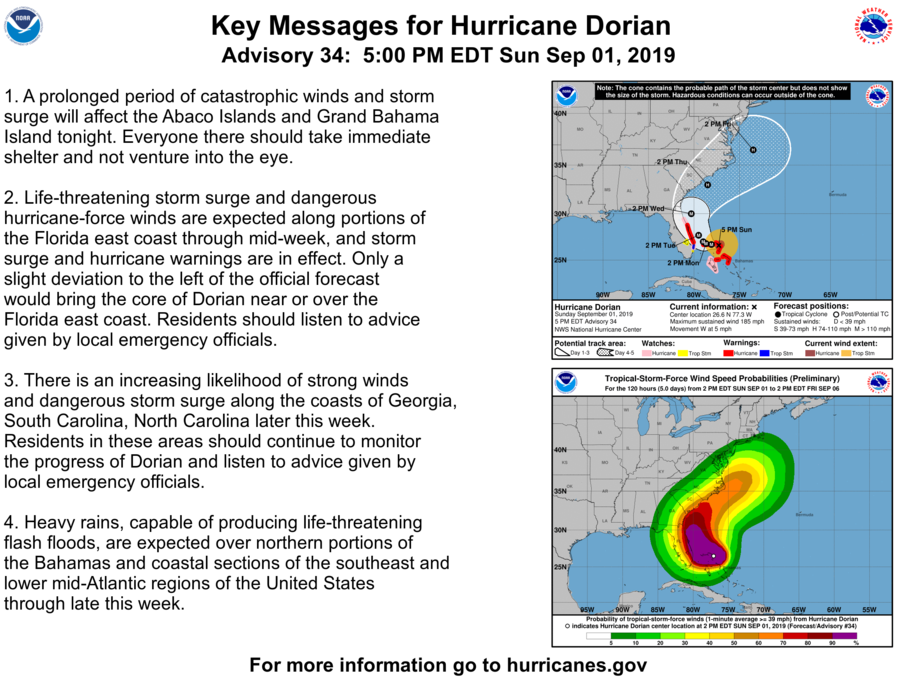 Key Messages for Hurricane Dorian
Advisory 34: 5:00 PM EDT Sun Sep 01, 2019
1. A prolonged period of catastrophic winds and storm
surge will affect the Abaco Islands and Grand Bahama
Island tonight. Everyone there should take immediate
shelter and not venture into the eye.
2. Life-threatening storm surge and dangerous
hurricane-force winds are expected along portions of
the Florida east coast through mid-week, and storm
surge and hurricane warnings are in effect. Only a
slight deviation to the left of the official forecast
would bring the core of Dorian near or over the
Florida east coast. Residents should listen to advice
given by local emergency officials.
3. There is an increasing likelihood of strong winds
and dangerous storm surge along the coasts of Georgia,
South Carolina, North Carolina later this week.
Residents in these areas should continue to monitor
the progress of Dorian and listen to advice given by
local emergency officials.
4. Heavy rains, capable of producing life-threatening
flash floods, are expected over northern portions of
the Bahamas and coastal sections of the southeast and
lower mid-Atlantic regions of the United States
through late this week.
Note: The cone contains the probable path of the storm center but does not show
the size of the storm. Hazardous conditions can occur outside of the cone.
40N
2 PM Fri
35N
2 PM Thu
30N
2 PM Wed
5 PM Sun
2 PM Tue
25N
2 PM Mon
Bermuda
Bahamas
90W 85W 80W 75W 70W 65W
Hurricane Dorian
Sunday September 01, 2019
5 PM EDT Advisory 34
NWS National Hurricane Center
Current information: x
Center location 26.6 N 77.3 W
Maximum sustained wind 185 mph
Movement W at 5 mph
Forecast positions:
Tropical Cyclone Post/Potential TC
Sustained winds: D < 39 mph
S 39-73 mph H 74-110 mph M > 110 mph
Potential track area:
Day 1-3 Day 4-5
Watches:
Hurricane Trop Stm
Warnings:
Hurricane Trop Stm
Current wind extent:
Hurricane Trop Stm
Tropical-Storm-Force Wind Speed Probabilities (Preliminary)
For the 120 hours (5.0 days) from 2 PM EDT SUN SEP 01 to 2 PM EDT FRI SEP 06
40N
35N
30N
25N
Bermuda
95W 90W 85W 80W 75W 70W 65W 60W 55W
Probability of tropical-storm-force winds (1-minute average >= 39 mph) from Hurricane Dorian
O indicates Hurricane Dorian center location at 2 PM EDT SUN SEP 01, 2019 (Forecast/Advisory #34)
5 10 20 30 40 50 60 70 80 90 %
For more information go to hurricanes.gov